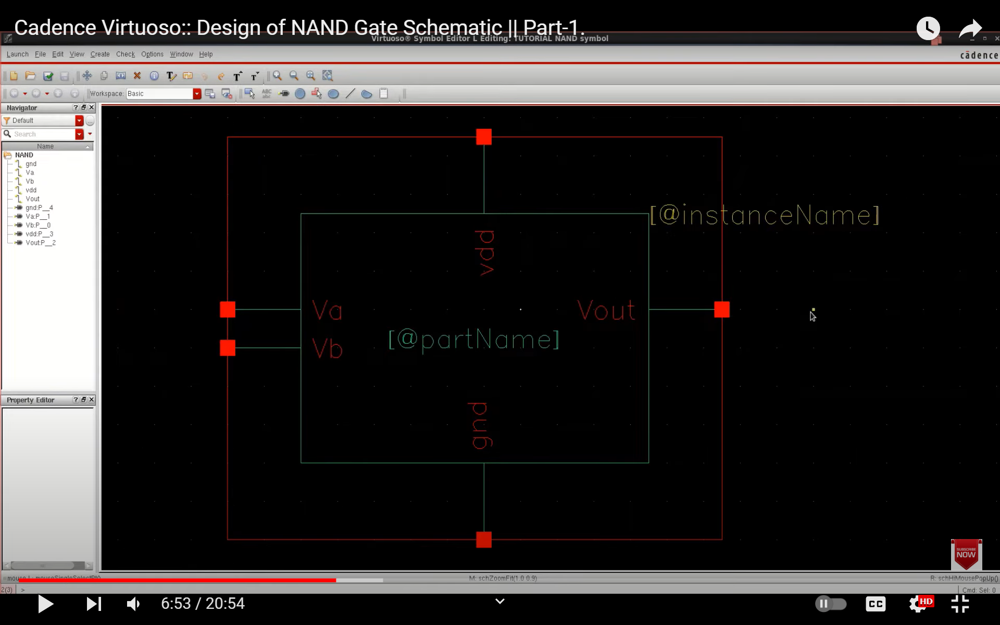 Cadence Virtuoso:: Design of NAND Gate Schematic || Part-1.
Virtuoso® Symbol Editor L Editing: TUTORIAL NAND symbol
Launch File Edit View Create Check Options Window Help
cādence
Workspace: Basic
Navigator
Default
Search
Name
NAND
gnd
Va
Vb
vdd
Vout
gnd:P__4
Va:P__1
Vb:P__0
vdd:P__3
Vout:P__2
Property Editor
[@instanceName]
vdd
Va
Vout
[@partName]
Vb
gnd
SUBSCRIBE
NOW
mouse L: mouseSingleSelectPt()
M: schZoomFit(1.0 0.9)
R: schHiMousePopUp()
2(3) >
Cmd: Sel: 0
6:53 / 20:54
CC
HD